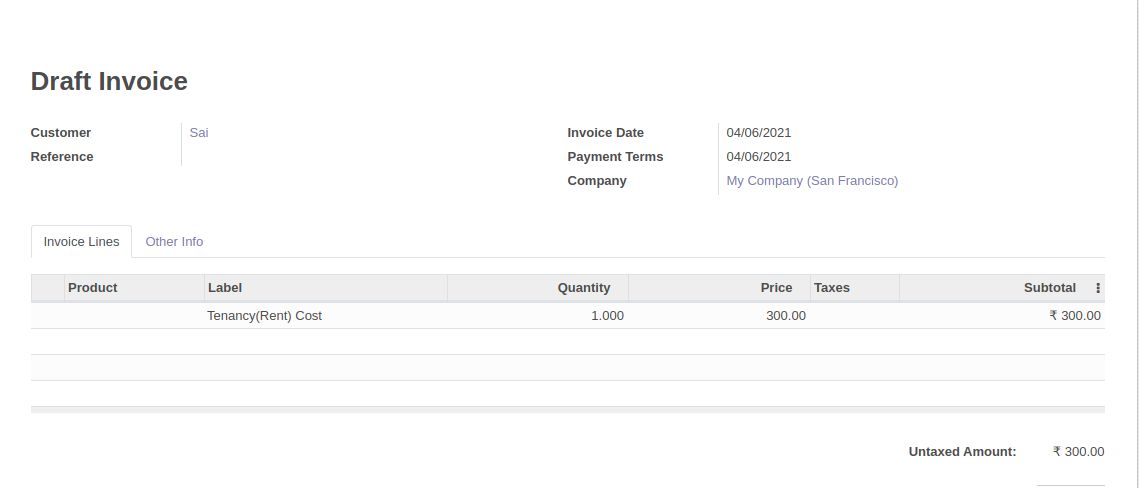 Draft Invoice
Customer Sai
Reference
Invoice Date 04/06/2021
Payment Terms 04/06/2021
Company My Company (San Francisco)
Invoice Lines Other Info
Product Label Quantity Price Taxes Subtotal
Tenancy(Rent) Cost 1.000 300.00 ₹ 300.00
Untaxed Amount: ₹ 300.00